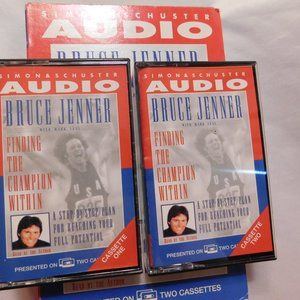 SIMON & SCHUSTER
AUDIO
BRUCE JENNER
SIMON & SCHUSTER
AUDIO
BRUCE JENNER
WITH MARK SEAL
FINDING
THE
CHAMPION
WITHIN
A STEP-BY-STEP PLAN
FOR REACHING YOUR
FULL POTENTIAL
READ BY THE AUTHOR
CASSETTE
ONE
PRESENTED ON TWO CASSETTES
SIMON & SCHUSTER
AUDIO
BRUCE JENNER
WITH MARK SEAL
FINDING
THE
CHAMPION
WITHIN
USA
A STEP-BY-STEP PLAN
FOR REACHING YOUR
FULL POTENTIAL
READ BY THE AUTHOR
CASSETTE
TWO
PRESENTED ON TWO CASSETTES
READ BY THE AUTHOR
ON TWO CASSETTES